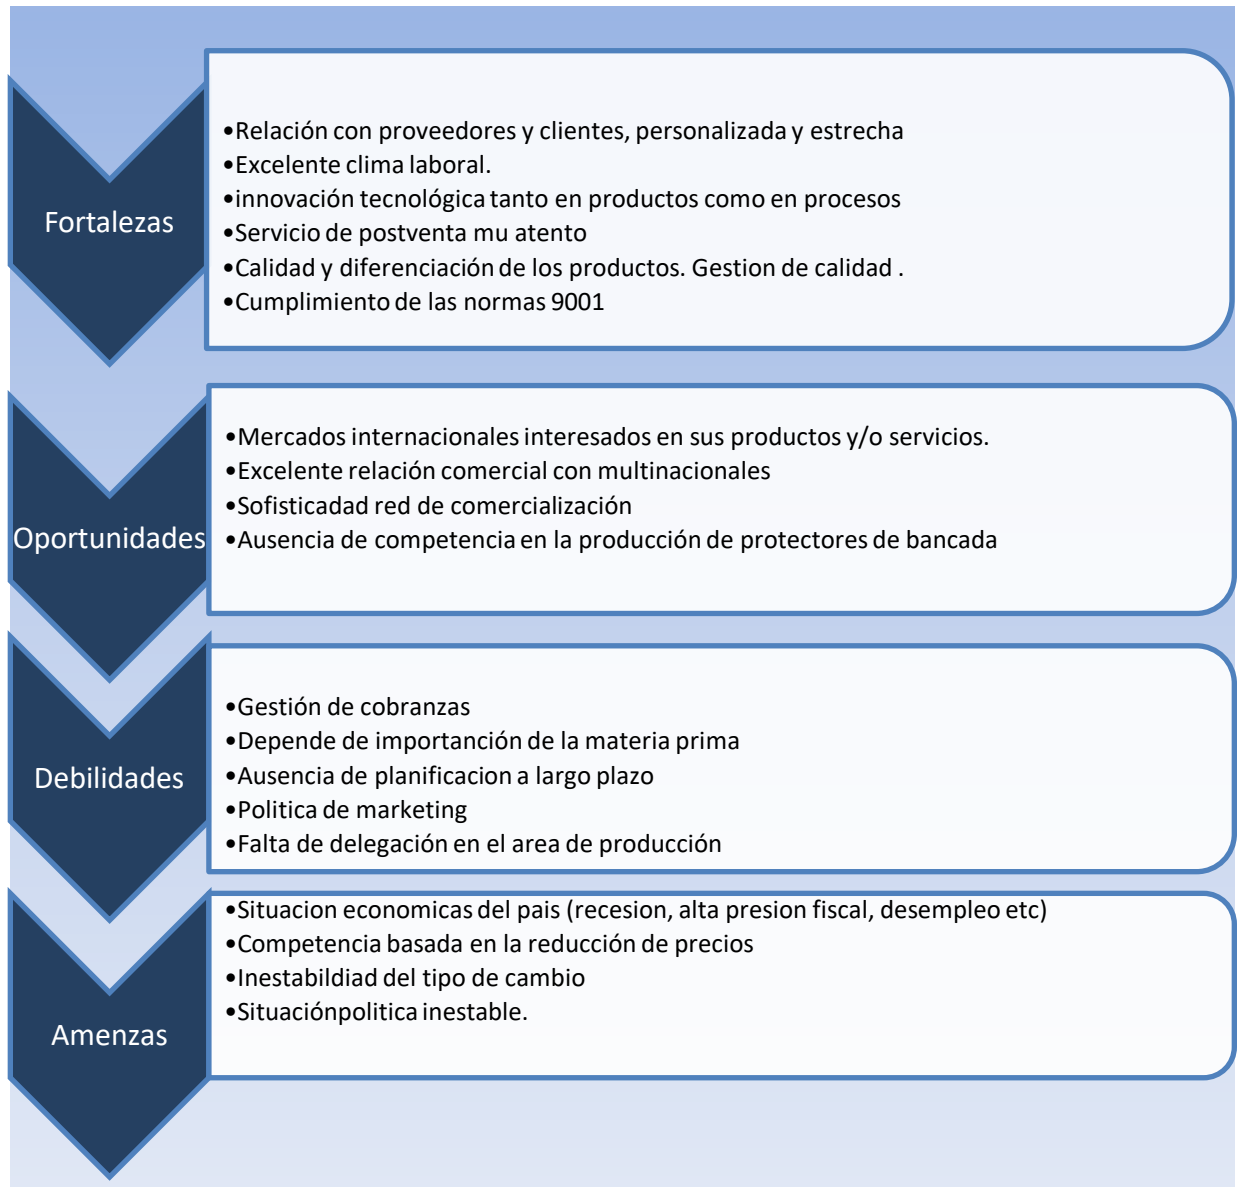 Fortalezas
•Relación con proveedores y clientes, personalizada y estrecha
•Excelente clima laboral.
•innovación tecnológica tanto en productos como en procesos
•Servicio de postventa mu atento
•Calidad y diferenciación de los productos. Gestion de calidad .
•Cumplimiento de las normas 9001
Oportunidades
•Mercados internacionales interesados en sus productos y/o servicios.
•Excelente relación comercial con multinacionales
•Sofisticadad red de comercialización
•Ausencia de competencia en la producción de protectores de bancada
Debilidades
•Gestión de cobranzas
•Depende de importanción de la materia prima
•Ausencia de planificacion a largo plazo
•Politica de marketing
•Falta de delegación en el area de producción
Amenzas
•Situacion economicas del pais (recesion, alta presion fiscal, desempleo etc)
•Competencia basada en la reducción de precios
•Inestabildiad del tipo de cambio
•Situaciónpolitica inestable.